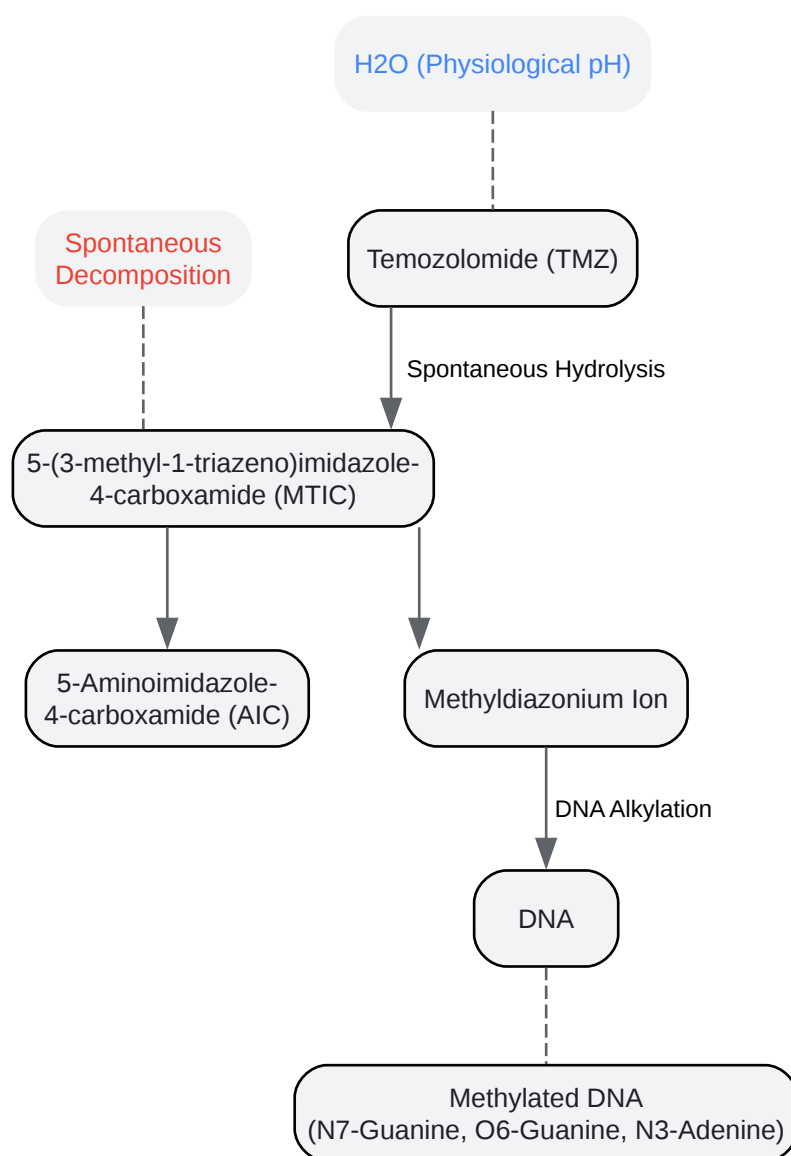 H2O (Physiological pH)
Spontaneous
Decomposition
Temozolomide (TMZ)
Spontaneous Hydrolysis
5-(3-methyl-1-triazeno)imidazole-
4-carboxamide (MTIC)
5-Aminoimidazole-
4-carboxamide (AIC)
Methyldiazonium Ion
DNA Alkylation
DNA
Methylated DNA
(N7-Guanine, O6-Guanine, N3-Adenine)